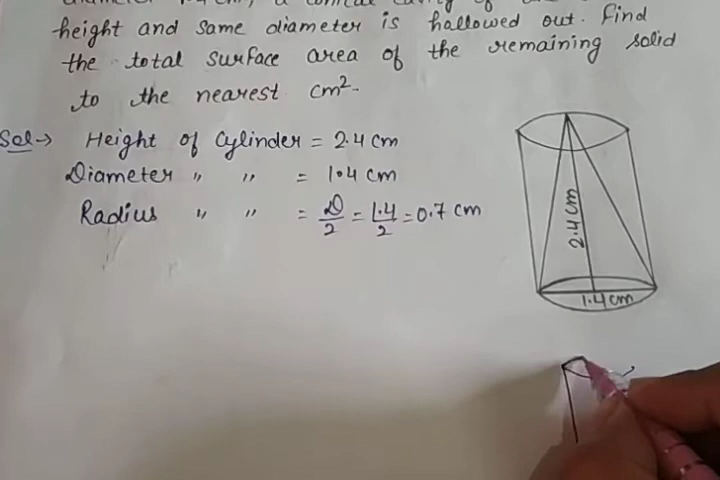 height and same diameter is hallowed out. Find
the total surface area of the remaining solid
to the nearest cm².
Sol→ Height of Cylinder = 2.4 cm
Diameter " " = 1.4 cm
Radius " " = D/2 = 1.4/2 = 0.7 cm
2.4 cm
1.4 cm